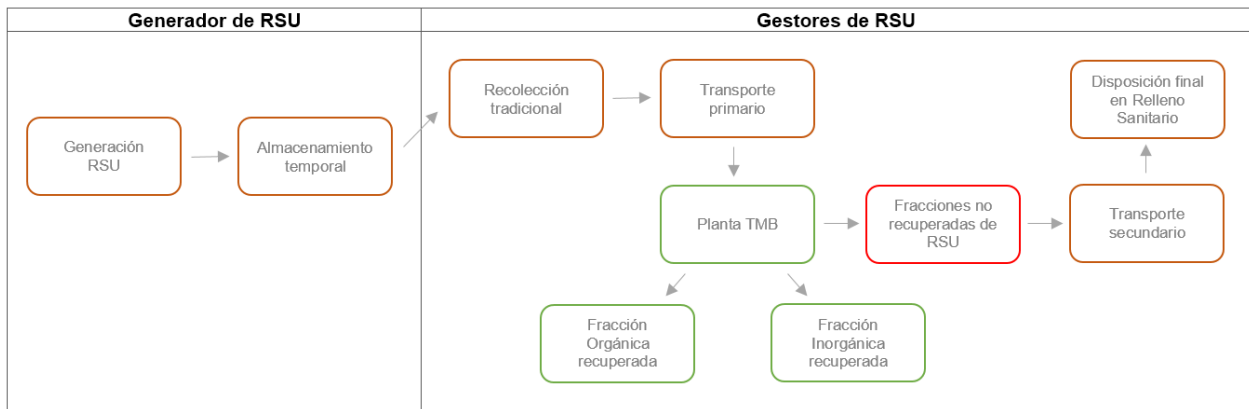 Generador de RSU
Gestores de RSU
Generación
RSU
Almacenamiento
temporal
Recolección
tradicional
Transporte
primario
Disposición final
en Relleno
Sanitario
Planta TMB
Fracciones no
recuperadas de
RSU
Transporte
secundario
Fracción
Orgánica
recuperada
Fracción
Inorgánica
recuperada